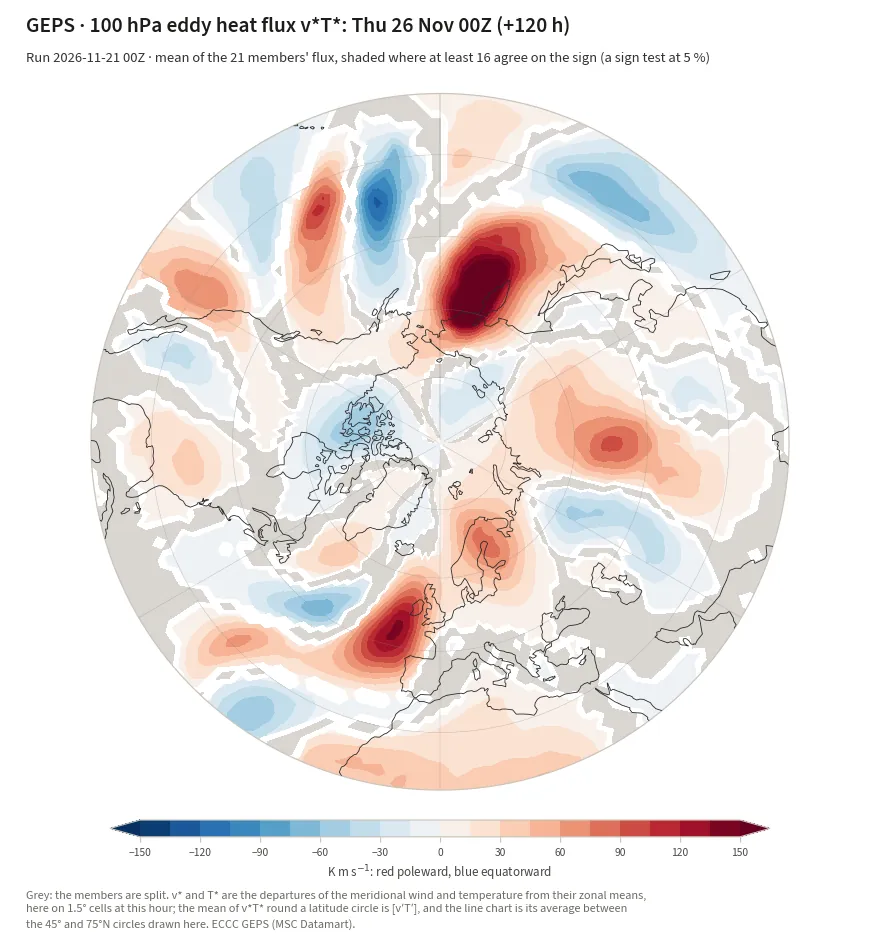 GEPS · 100 hPa eddy heat flux v*T*: Thu 26 Nov 00Z (+120 h)
Run 2026-11-21 00Z · mean of the 21 members' flux, shaded where at least 16 agree on the sign (a sign test at 5 %)
−150 −120 −90 −60 −30 0 30 60 90 120 150
K m s⁻¹: red poleward, blue equatorward
Grey: the members are split. v* and T* are the departures of the meridional wind and temperature from their zonal means,
here on 1.5° cells at this hour; the mean of v*T* round a latitude circle is [v'T'], and the line chart is its average between
the 45° and 75°N circles drawn here. ECCC GEPS (MSC Datamart).